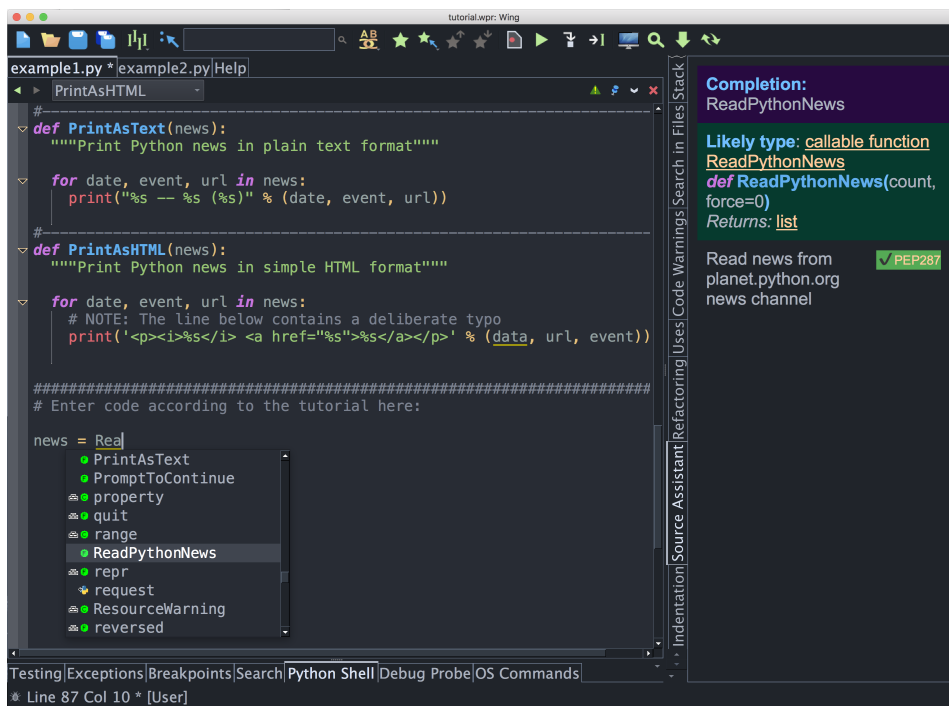 tutorial.wpr: Wing
AB
example1.py * example2.py Help
PrintAsHTML
#----------------------------------------------------------------------
def PrintAsText(news):
"""Print Python news in plain text format"""
for date, event, url in news:
print("%s -- %s (%s)" % (date, event, url))
#----------------------------------------------------------------------
def PrintAsHTML(news):
"""Print Python news in simple HTML format"""
for date, event, url in news:
# NOTE: The line below contains a deliberate typo
print('<p><i>%s</i> <a href="%s">%s</a></p>' % (data, url, event))
#######################################################################
# Enter code according to the tutorial here:
news = Rea
PrintAsText
PromptToContinue
property
quit
range
ReadPythonNews
repr
request
ResourceWarning
reversed
Stack
Search in Files
Code Warnings
Uses
Refactoring
Source Assistant
Indentation
Completion:
ReadPythonNews
Likely type: callable function
ReadPythonNews
def ReadPythonNews(count,
force=0)
Returns: list
Read news from
planet.python.org
news channel
✓PEP287
Testing Exceptions Breakpoints Search Python Shell Debug Probe OS Commands
Line 87 Col 10 * [User]